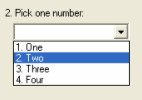 2. Pick one number:
1. One
2. Two
3. Three
4. Four